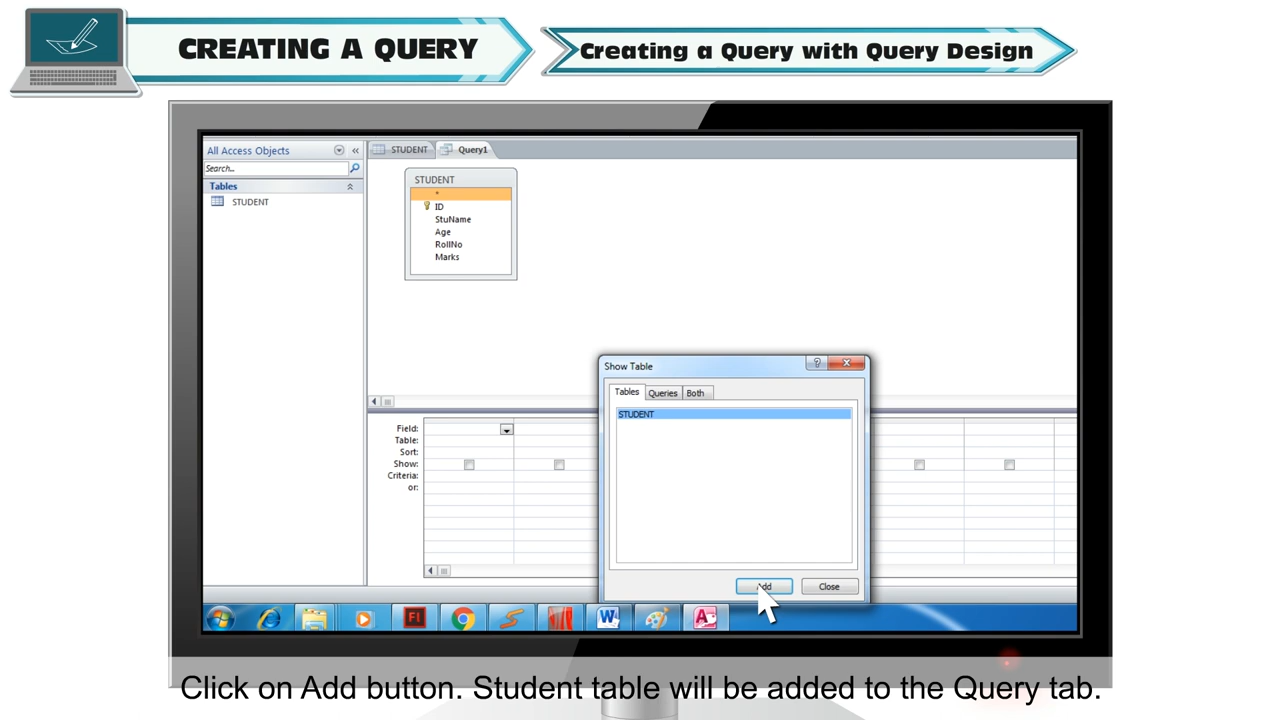 CREATING A QUERY
Creating a Query with Query Design
All Access Objects
Search...
Tables
STUDENT
STUDENT
Query1
STUDENT
*
ID
StuName
Age
RollNo
Marks
Show Table
?
Tables Queries Both
STUDENT
Add Close
Field:
Table:
Sort:
Show:
Criteria:
or:
Fl
W
A
Click on Add button. Student table will be added to the Query tab.